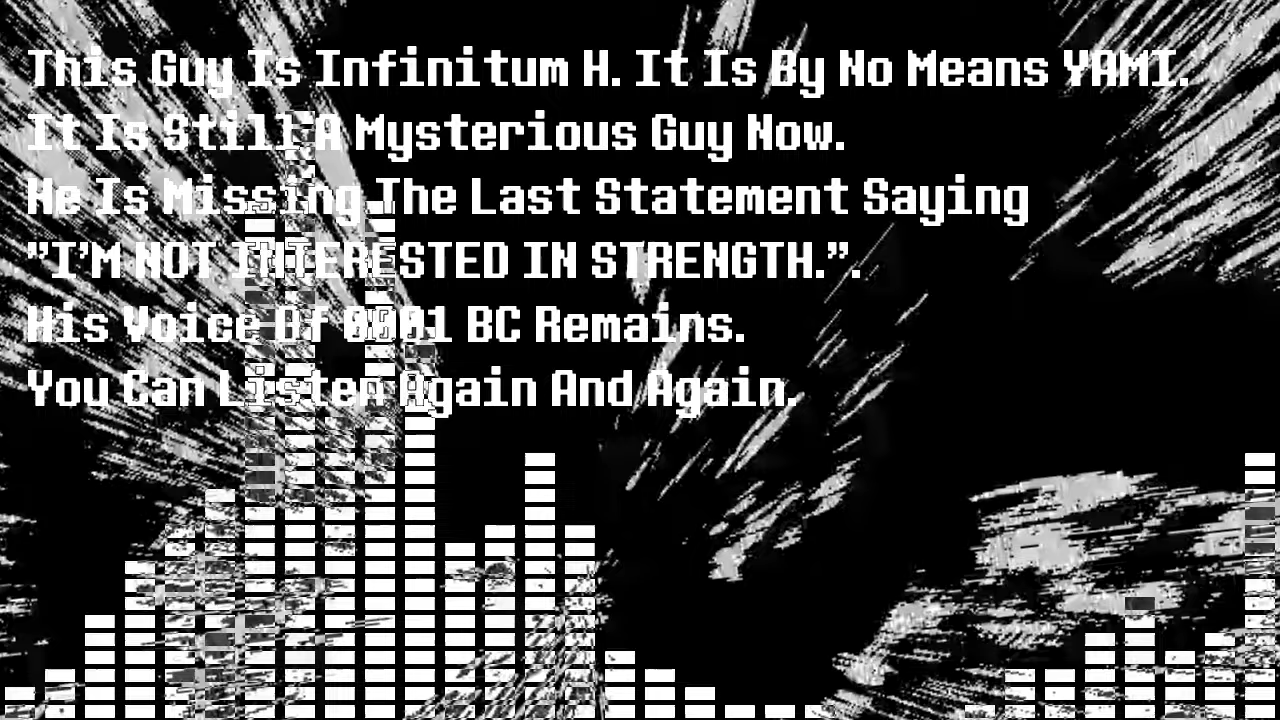 This Guy Is Infinitum H. It Is By No Means YAMI.
It Is Still A Mysterious Guy Now.
He Is Missing The Last Statement Saying
"I'M NOT INTERESTED IN STRENGTH.".
His Voice Of 0001 BC Remains.
You Can Listen Again And Again.